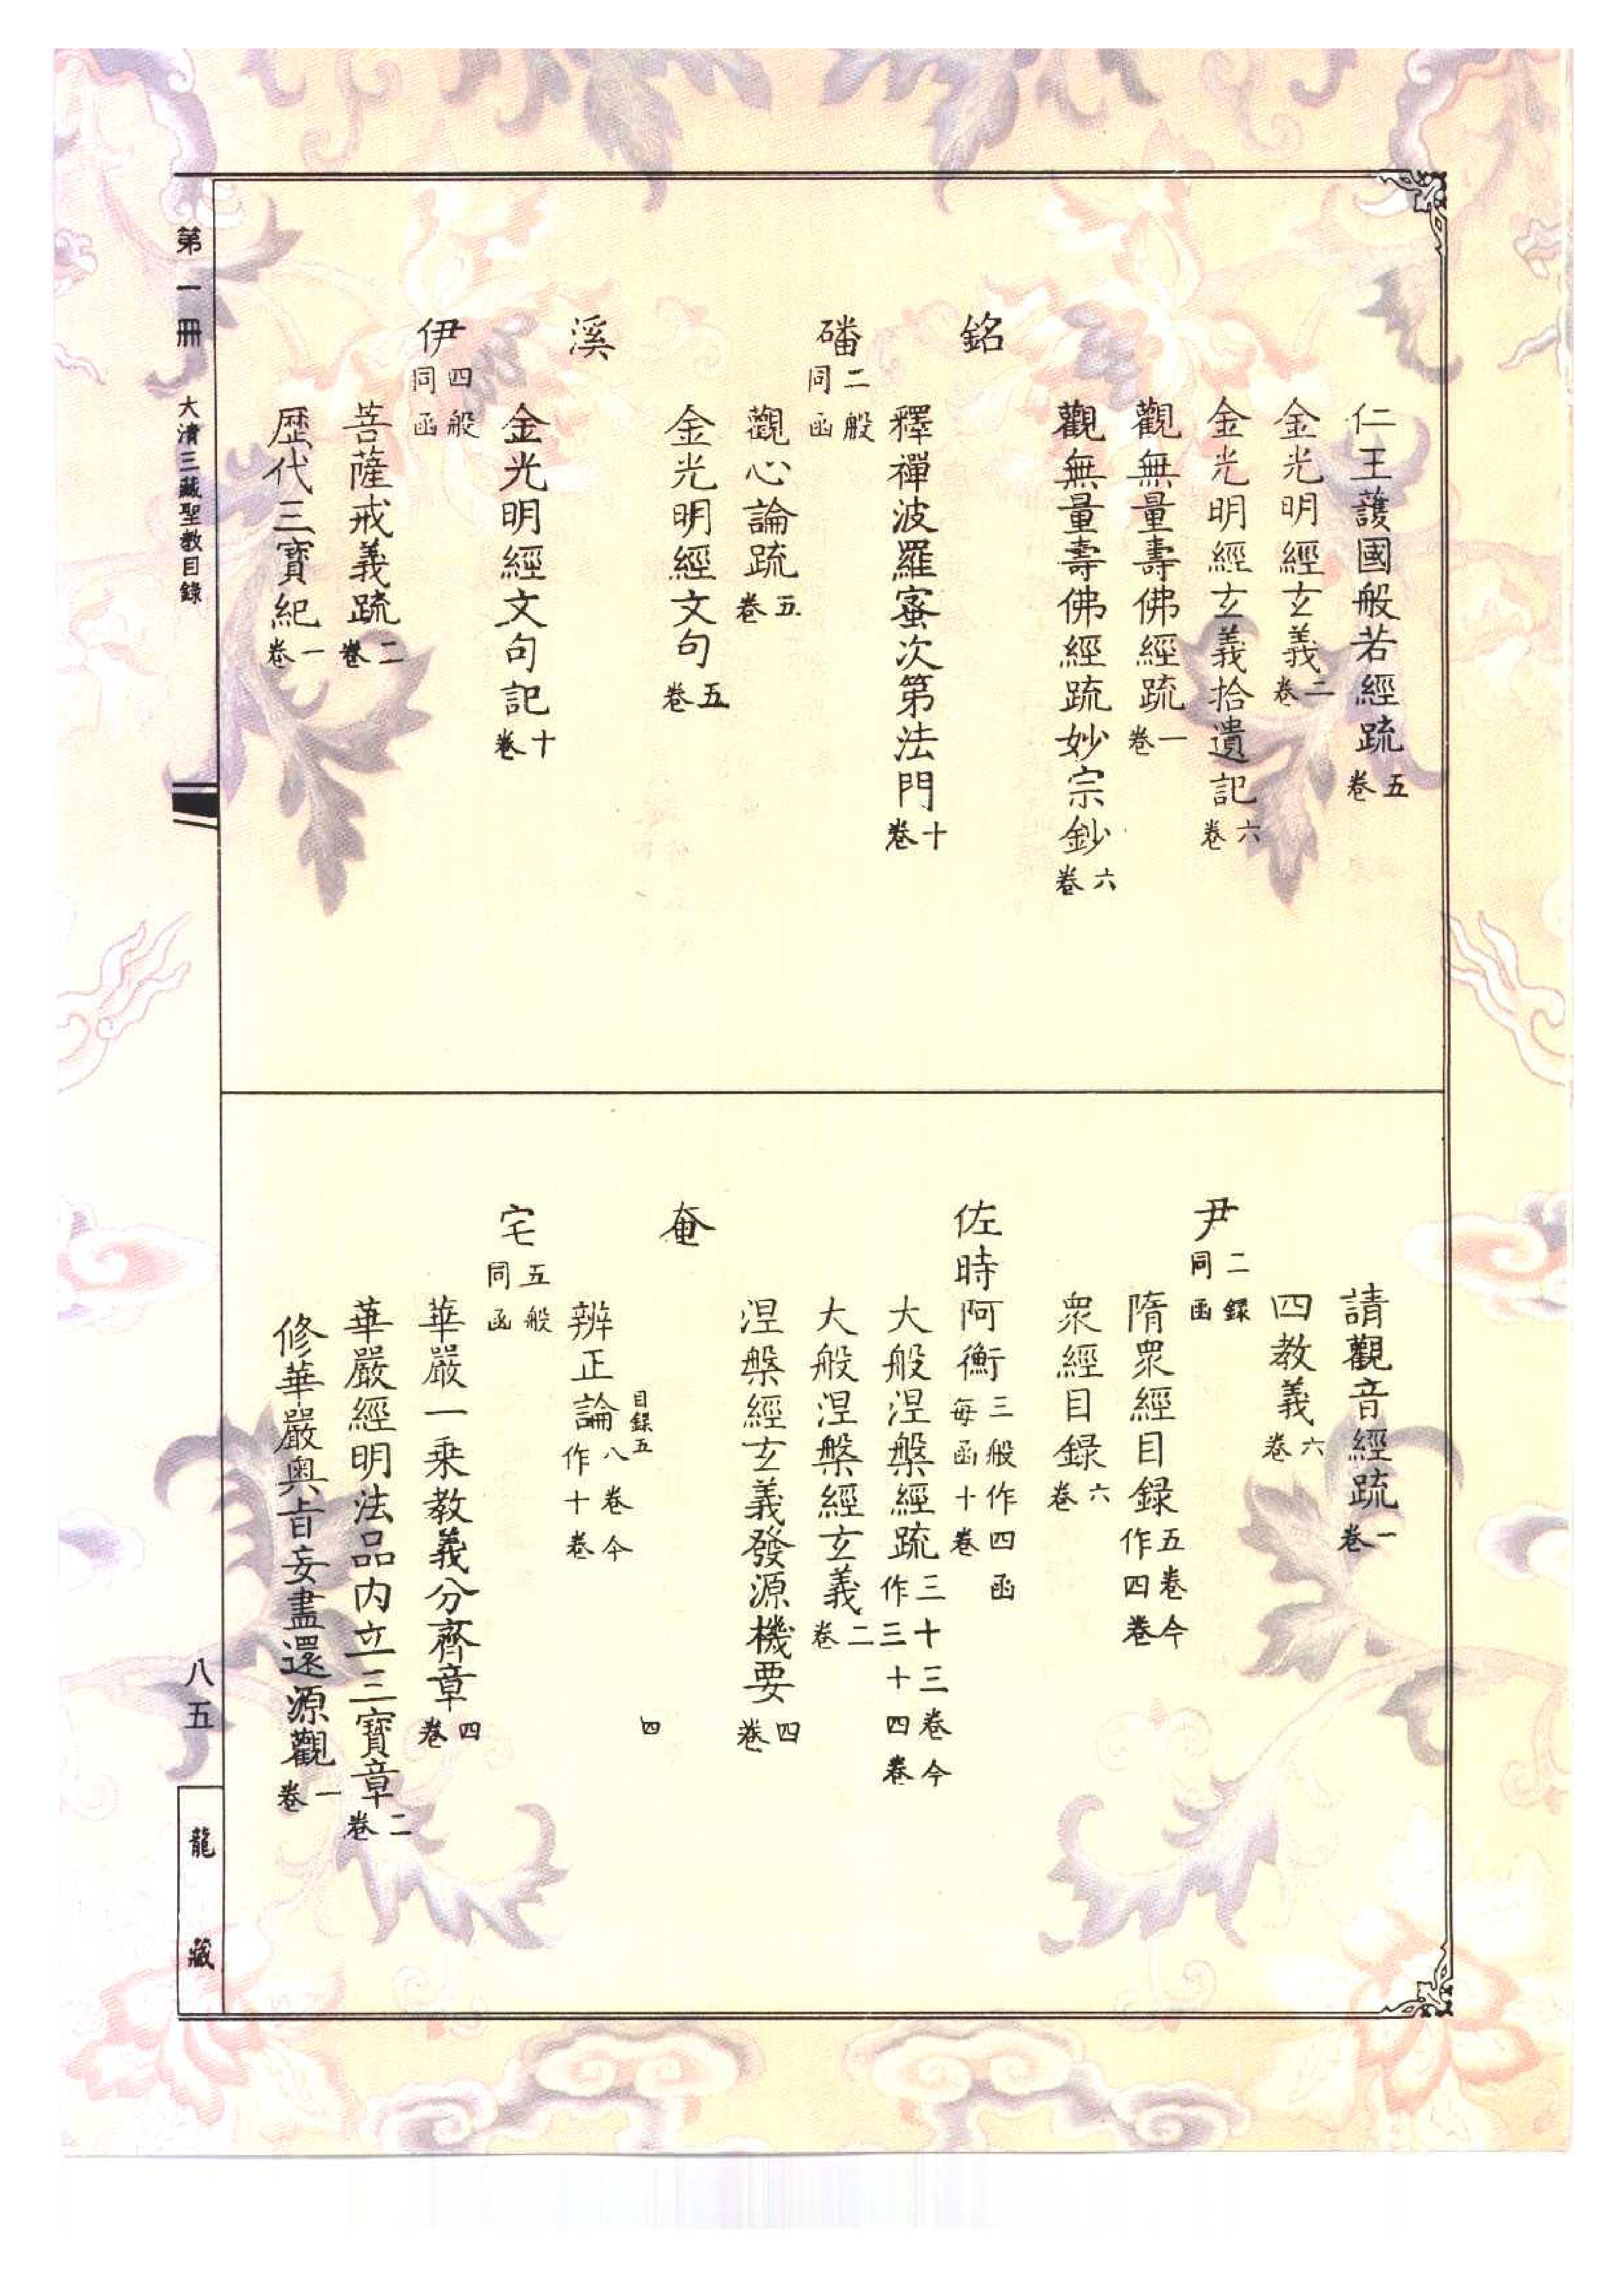 仁王護國般若經疏五卷
金光明經玄義二卷
金光明經玄義拾遺記六卷
觀無量壽佛經疏一卷
觀無量壽佛經疏妙宗鈔六卷
銘
釋禪波羅蜜次第法門十卷
磻二般同函
觀心論疏五卷
金光明經文句五卷
溪
金光明經文句記十卷
伊四般同函
菩薩戒義疏二卷
歷代三寶紀一卷
請觀音經疏一卷
四教義六卷
尹二録同函
隋眾經目録五卷今作四卷
眾經目録六卷
佐時阿衡三般作四函每函十卷
大般涅槃經疏三十三卷今作三十四卷
大般涅槃經玄義二卷
涅槃經玄義發源機要四卷
奄
目録五 四
辨正論八卷今作十卷
宅五般同函
華嚴一乘教義分齊章四卷
華嚴經明法品內立三寶章二卷
修華嚴奧旨妄盡還源觀一卷
第一冊 大清三藏聖教目錄
八五
龍藏